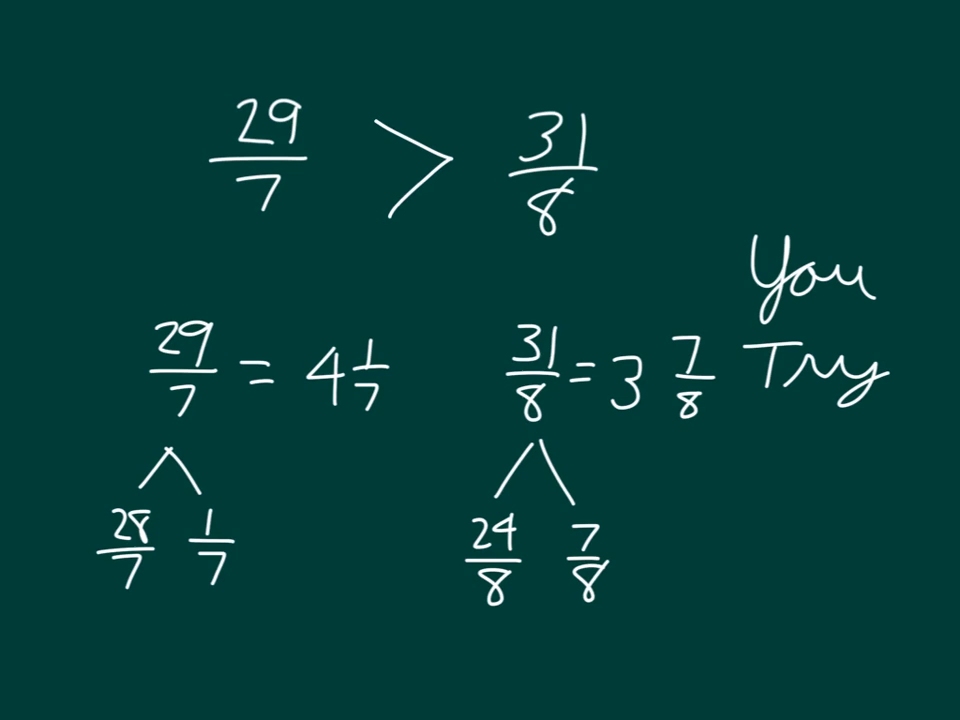 29/7 > 31/8
You
Try
29/7 = 4 1/7
31/8 = 3 7/8
28/7 1/7
24/8 7/8